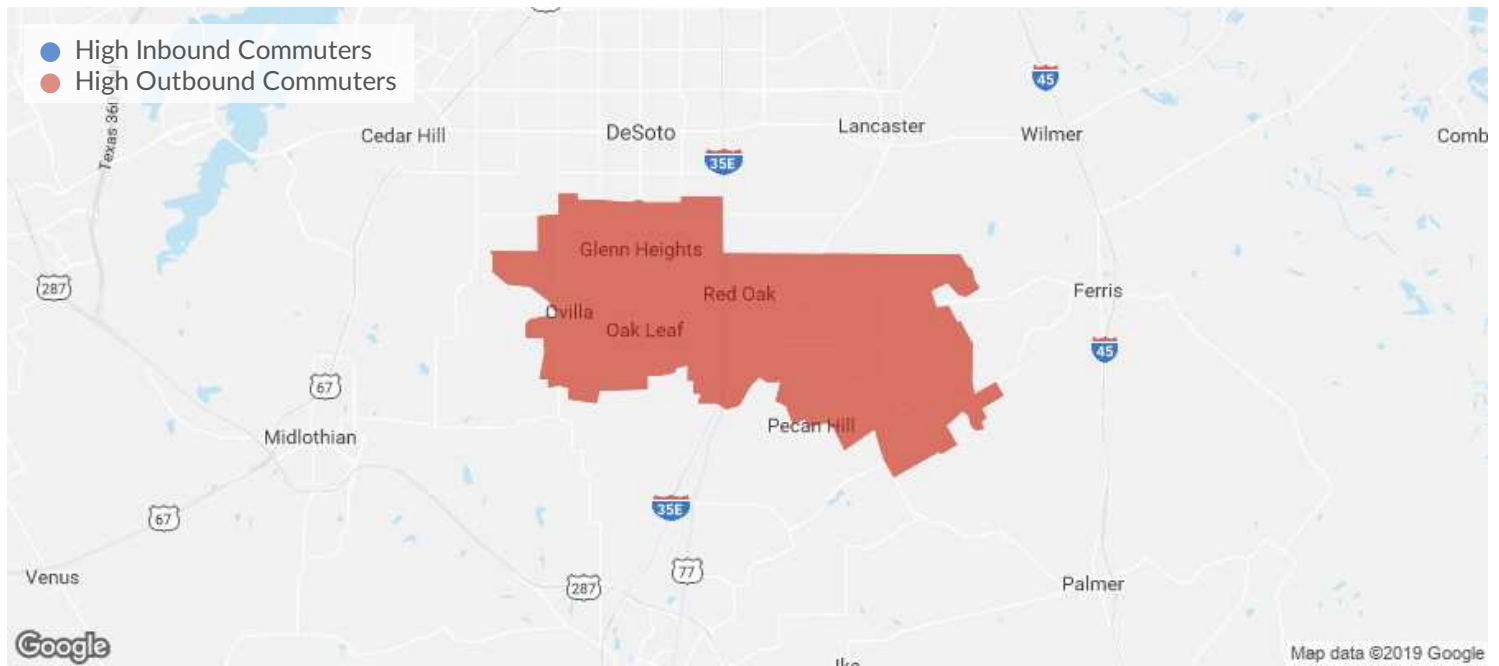 High Inbound Commuters
High Outbound Commuters
Texas 360
45
Cedar Hill
DeSoto
Lancaster
Wilmer
35E
Glenn Heights
287
Red Oak
Ferris
Ovilla
Oak Leaf
45
67
Pecan Hill
Midlothian
35E
67
77
Venus
287
Palmer
Google
Map data ©2019 Google